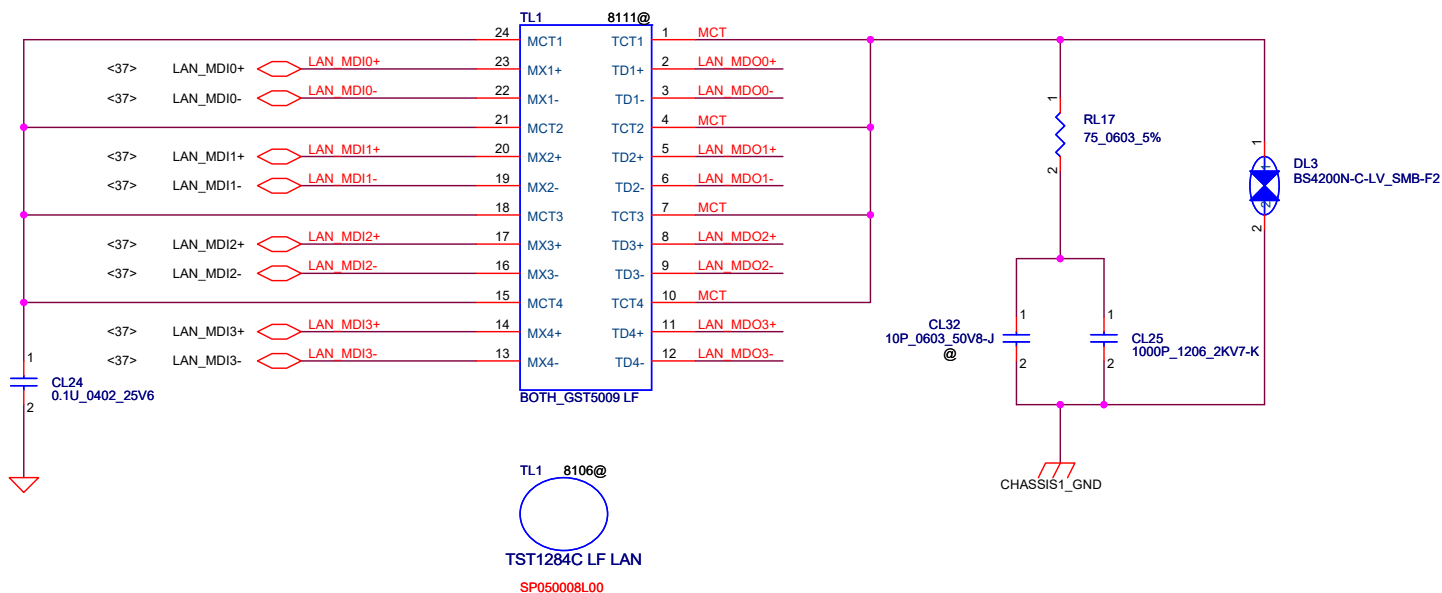 TL1 8111@
24 MCT1 TCT1 1 MCT
<37> LAN_MDI0+ LAN_MDI0+ 23 MX1+ TD1+ 2 LAN_MDO0+
<37> LAN_MDI0- LAN_MDI0- 22 MX1- TD1- 3 LAN_MDO0-
21 MCT2 TCT2 4 MCT
<37> LAN_MDI1+ LAN_MDI1+ 20 MX2+ TD2+ 5 LAN_MDO1+
<37> LAN_MDI1- LAN_MDI1- 19 MX2- TD2- 6 LAN_MDO1-
18 MCT3 TCT3 7 MCT
<37> LAN_MDI2+ LAN_MDI2+ 17 MX3+ TD3+ 8 LAN_MDO2+
<37> LAN_MDI2- LAN_MDI2- 16 MX3- TD3- 9 LAN_MDO2-
15 MCT4 TCT4 10 MCT
<37> LAN_MDI3+ LAN_MDI3+ 14 MX4+ TD4+ 11 LAN_MDO3+
<37> LAN_MDI3- LAN_MDI3- 13 MX4- TD4- 12 LAN_MDO3-
BOTH_GST5009 LF
1
CL24
0.1U_0402_25V6
2
1
RL17
75_0603_5%
2
1
1
DL3
BS4200N-C-LV_SMB-F2
2
2
1
CL32
10P_0603_50V8-J
@
2
1
CL25
1000P_1206_2KV7-K
2
CHASSIS1_GND
TL1 8106@
TST1284C LF LAN
SP050008L00